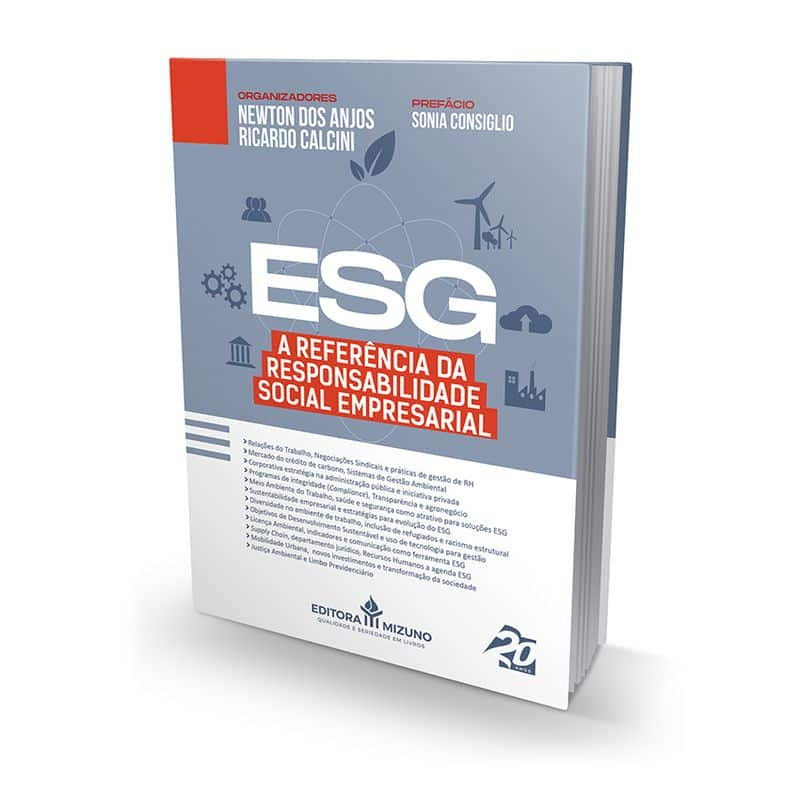 ORGANIZADORES
NEWTON DOS ANJOS
RICARDO CALCINI
PREFÁCIO
SONIA CONSIGLIO
ESG
A REFERÊNCIA DA
RESPONSABILIDADE
SOCIAL EMPRESARIAL
Relações do Trabalho, Negociações Sindicais e práticas de gestão de RH
Mercado do crédito de carbono, Sistemas de Gestão Ambiental
Corporativa estratégia na administração pública e iniciativa privada
Programas de integridade (Compliance), Transparência e agronegócio
Meio Ambiente do Trabalho, saúde e segurança como atrativo para soluções ESG
Sustentabilidade empresarial e estratégias para evolução do ESG
Diversidade no ambiente de trabalho, inclusão de refugiados e racismo estrutural
Objetivos de Desenvolvimento Sustentável e uso de tecnologia para gestão
Licença Ambiental, indicadores e comunicação como ferramenta ESG
Supply Chain, departamento jurídico, Recursos Humanos a agenda ESG
Mobilidade Urbana, novos investimentos e transformação da sociedade
Justiça Ambiental e Limbo Previdenciário
EDITORA MIZUNO
QUALIDADE E SERIEDADE EM LIVROS
20
ANOS